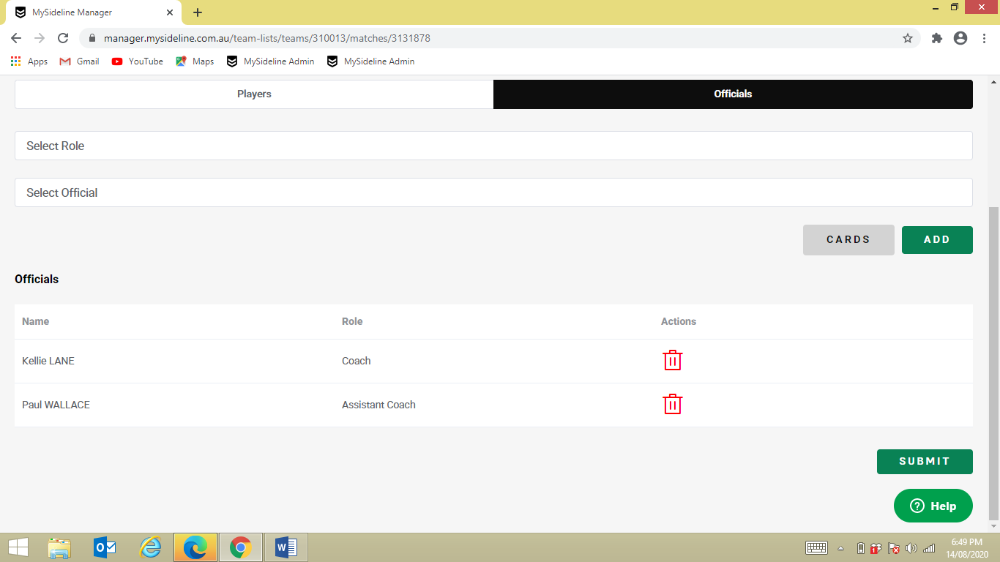 MySideline Manager
manager.mysideline.com.au/team-lists/teams/310013/matches/3131878
Apps Gmail YouTube Maps MySideline Admin MySideline Admin
Players Officials
Select Role
Select Official
CARDS ADD
Officials
Name Role Actions
Kellie LANE Coach
Paul WALLACE Assistant Coach
SUBMIT
? Help
6:49 PM
14/08/2020